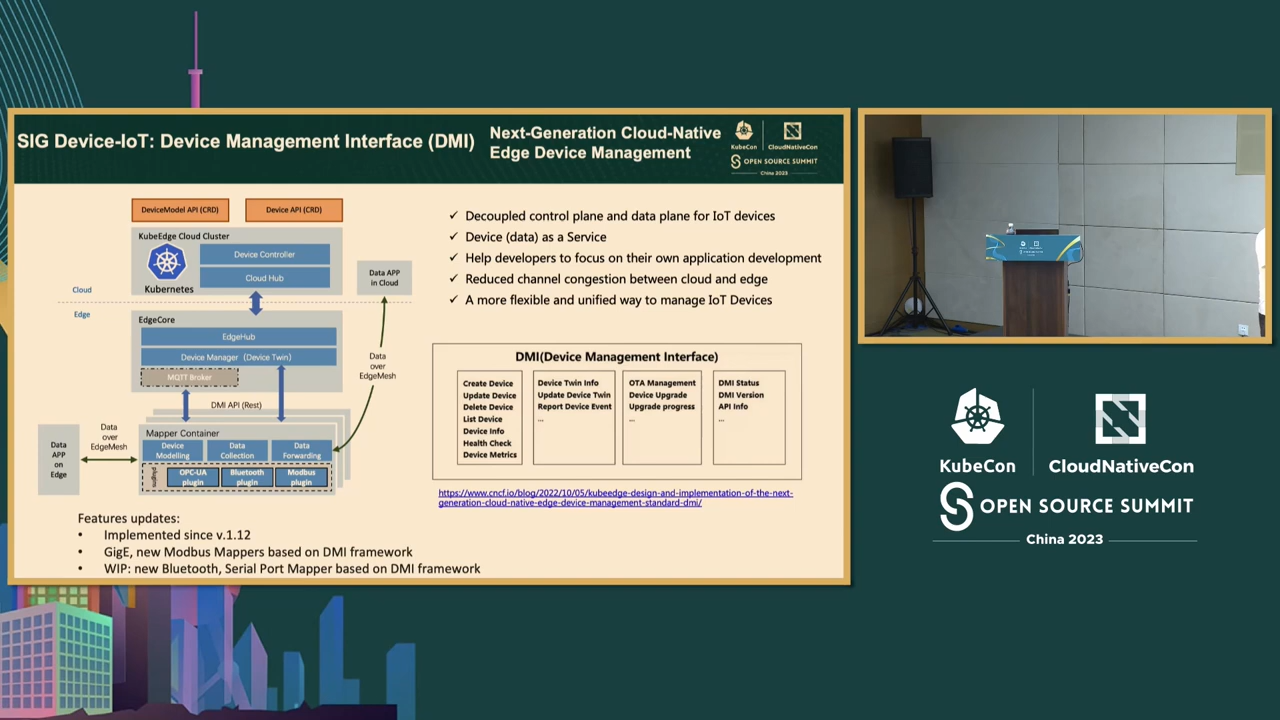 SIG Device-IoT: Device Management Interface (DMI)
Next-Generation Cloud-Native
Edge Device Management
KubeCon
CloudNativeCon
OPEN SOURCE SUMMIT
China 2023
DeviceModel API (CRD)
Device API (CRD)
KubeEdge Cloud Cluster
Kubernetes
Device Controller
Cloud Hub
Data APP
in Cloud
Cloud
Edge
EdgeCore
EdgeHub
Device Manager (Device Twin)
MQTT Broker
Data
over
EdgeMesh
DMI API (Rest)
Data
APP
on
Edge
Data
over
EdgeMesh
Mapper Container
Device
Modelling
Data
Collection
Data
Forwarding
OPC-UA
plugin
Bluetooth
plugin
Modbus
plugin
✓ Decoupled control plane and data plane for IoT devices
✓ Device (data) as a Service
✓ Help developers to focus on their own application development
✓ Reduced channel congestion between cloud and edge
✓ A more flexible and unified way to manage IoT Devices
DMI(Device Management Interface)
Create Device
Update Device
Delete Device
List Device
Device Info
Health Check
Device Metrics
Device Twin Info
Update Device Twin
Report Device Event
...
OTA Management
Device Upgrade
Upgrade progress
...
DMI Status
DMI Version
API Info
...
https://www.cncf.io/blog/2022/10/05/kubeedge-design-and-implementation-of-the-next-
generation-cloud-native-edge-device-management-standard-dmi/
Features updates:
• Implemented since v.1.12
• GigE, new Modbus Mappers based on DMI framework
• WIP: new Bluetooth, Serial Port Mapper based on DMI framework
KubeCon
CloudNativeCon
OPEN SOURCE SUMMIT
China 2023